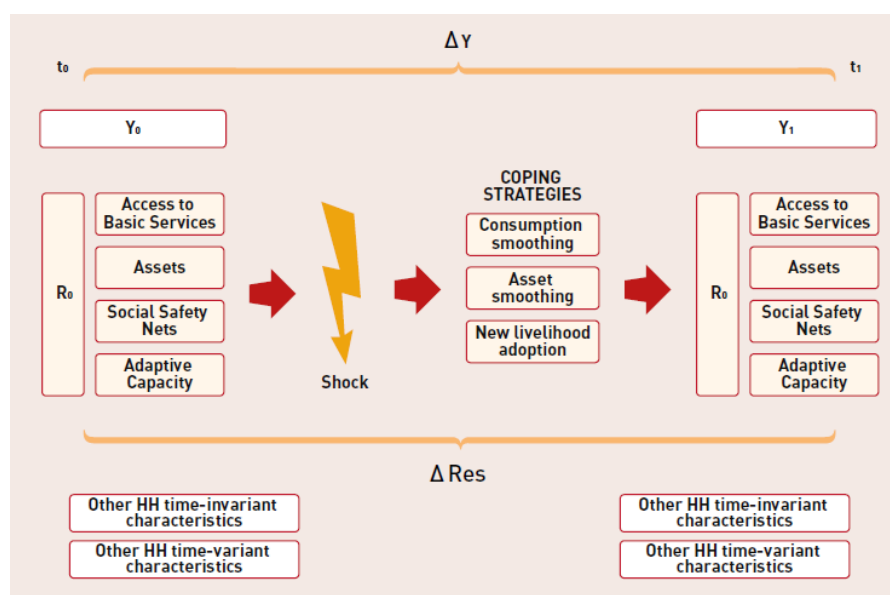 Δ Y
t₀
t₁
Y₀
Y₁
R₀
Access to
Basic Services
Assets
Social Safety
Nets
Adaptive
Capacity
Shock
COPING
STRATEGIES
Consumption
smoothing
Asset
smoothing
New livelihood
adoption
R₀
Access to
Basic Services
Assets
Social Safety
Nets
Adaptive
Capacity
Δ Res
Other HH time-invariant
characteristics
Other HH time-variant
characteristics
Other HH time-invariant
characteristics
Other HH time-variant
characteristics